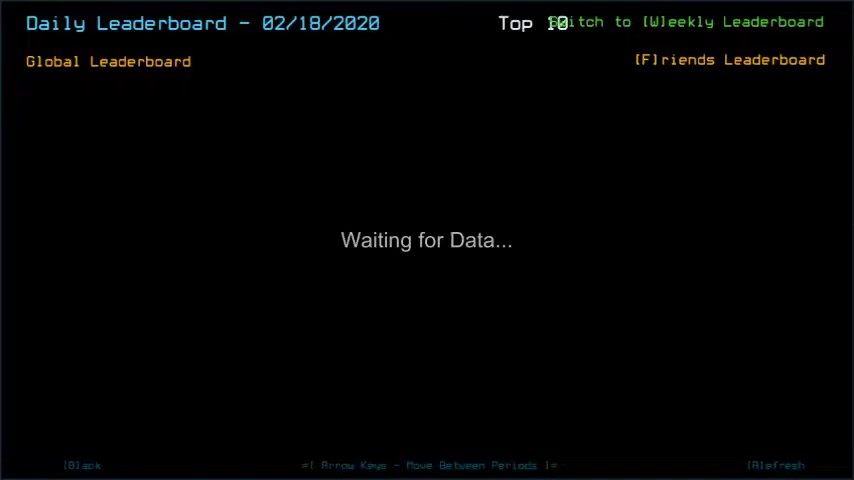 Daily Leaderboard - 02/18/2020 Top 10 Switch to [W]eekly Leaderboard
Global Leaderboard [F]riends Leaderboard
Waiting for Data...
[B]ack =[ Arrow Keys - Move Between Periods ]= [R]efresh